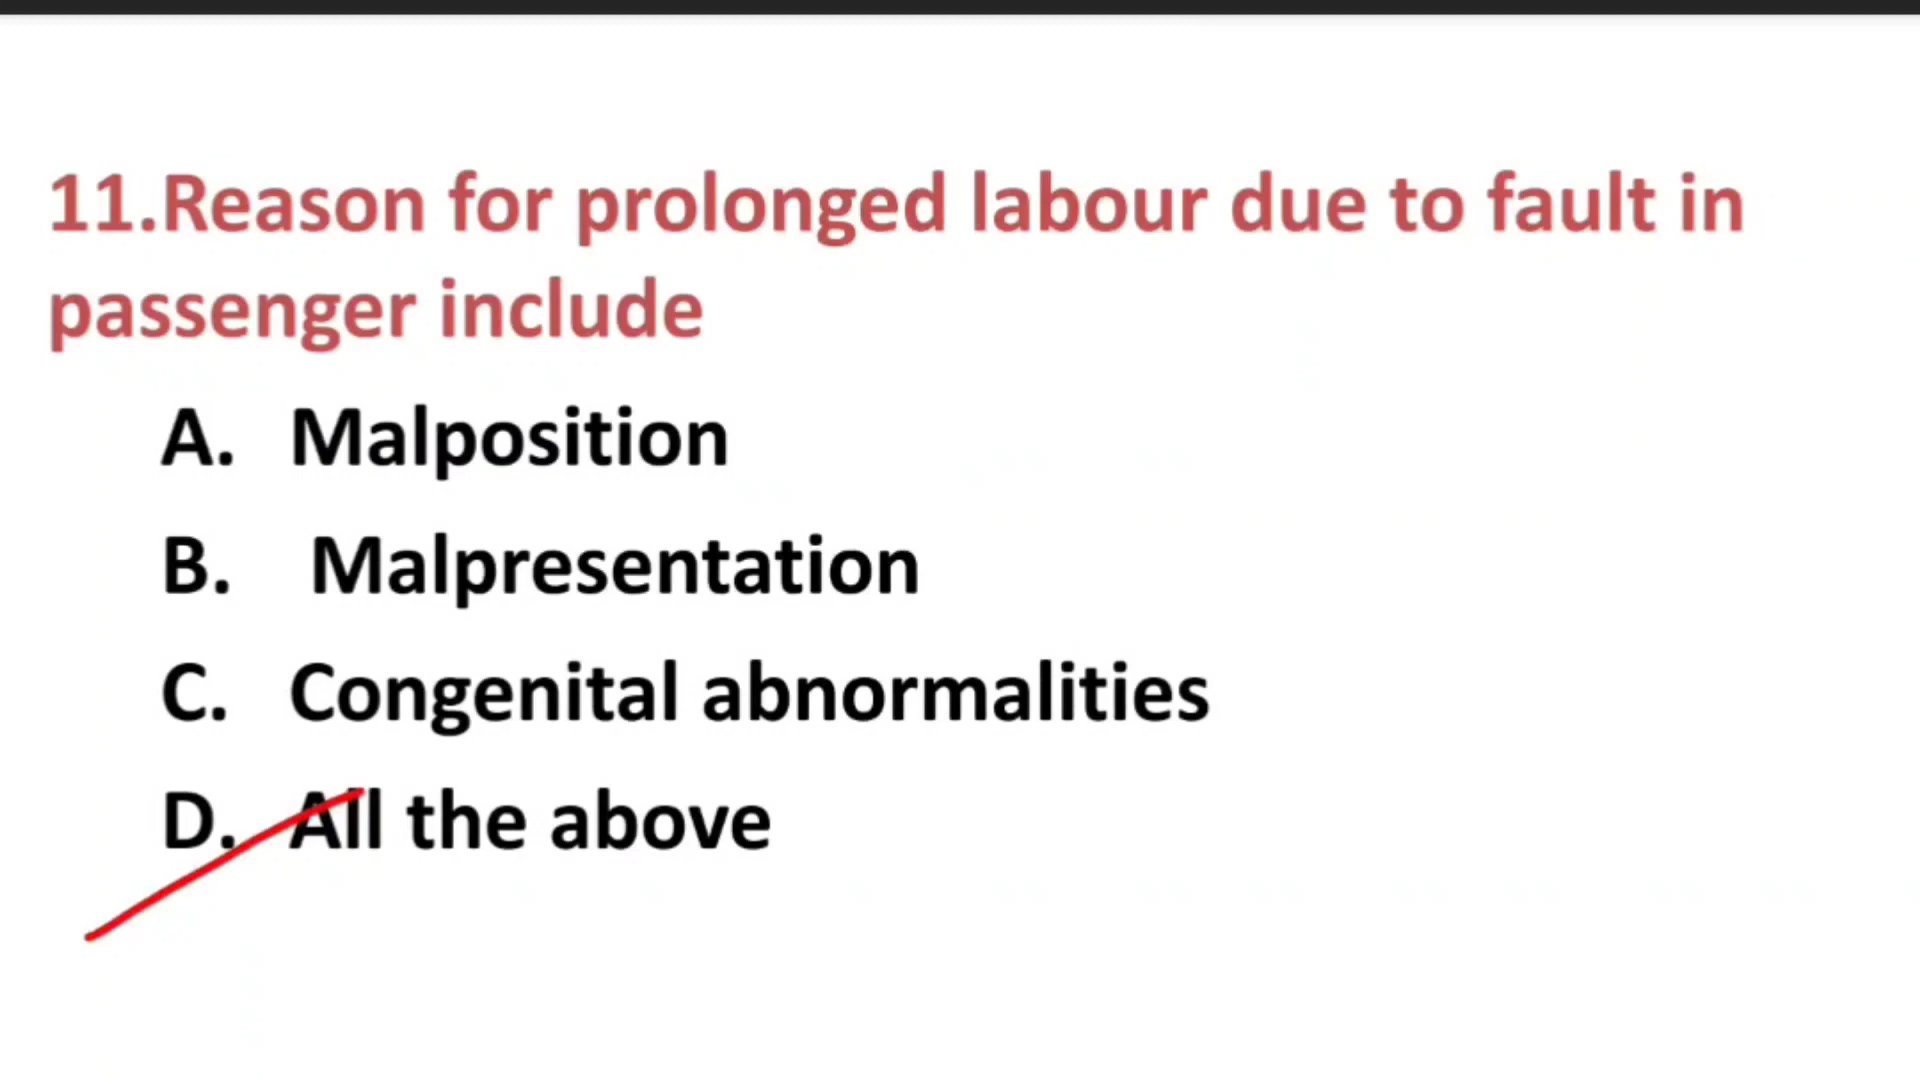 11.Reason for prolonged labour due to fault in
passenger include
A. Malposition
B. Malpresentation
C. Congenital abnormalities
D. All the above